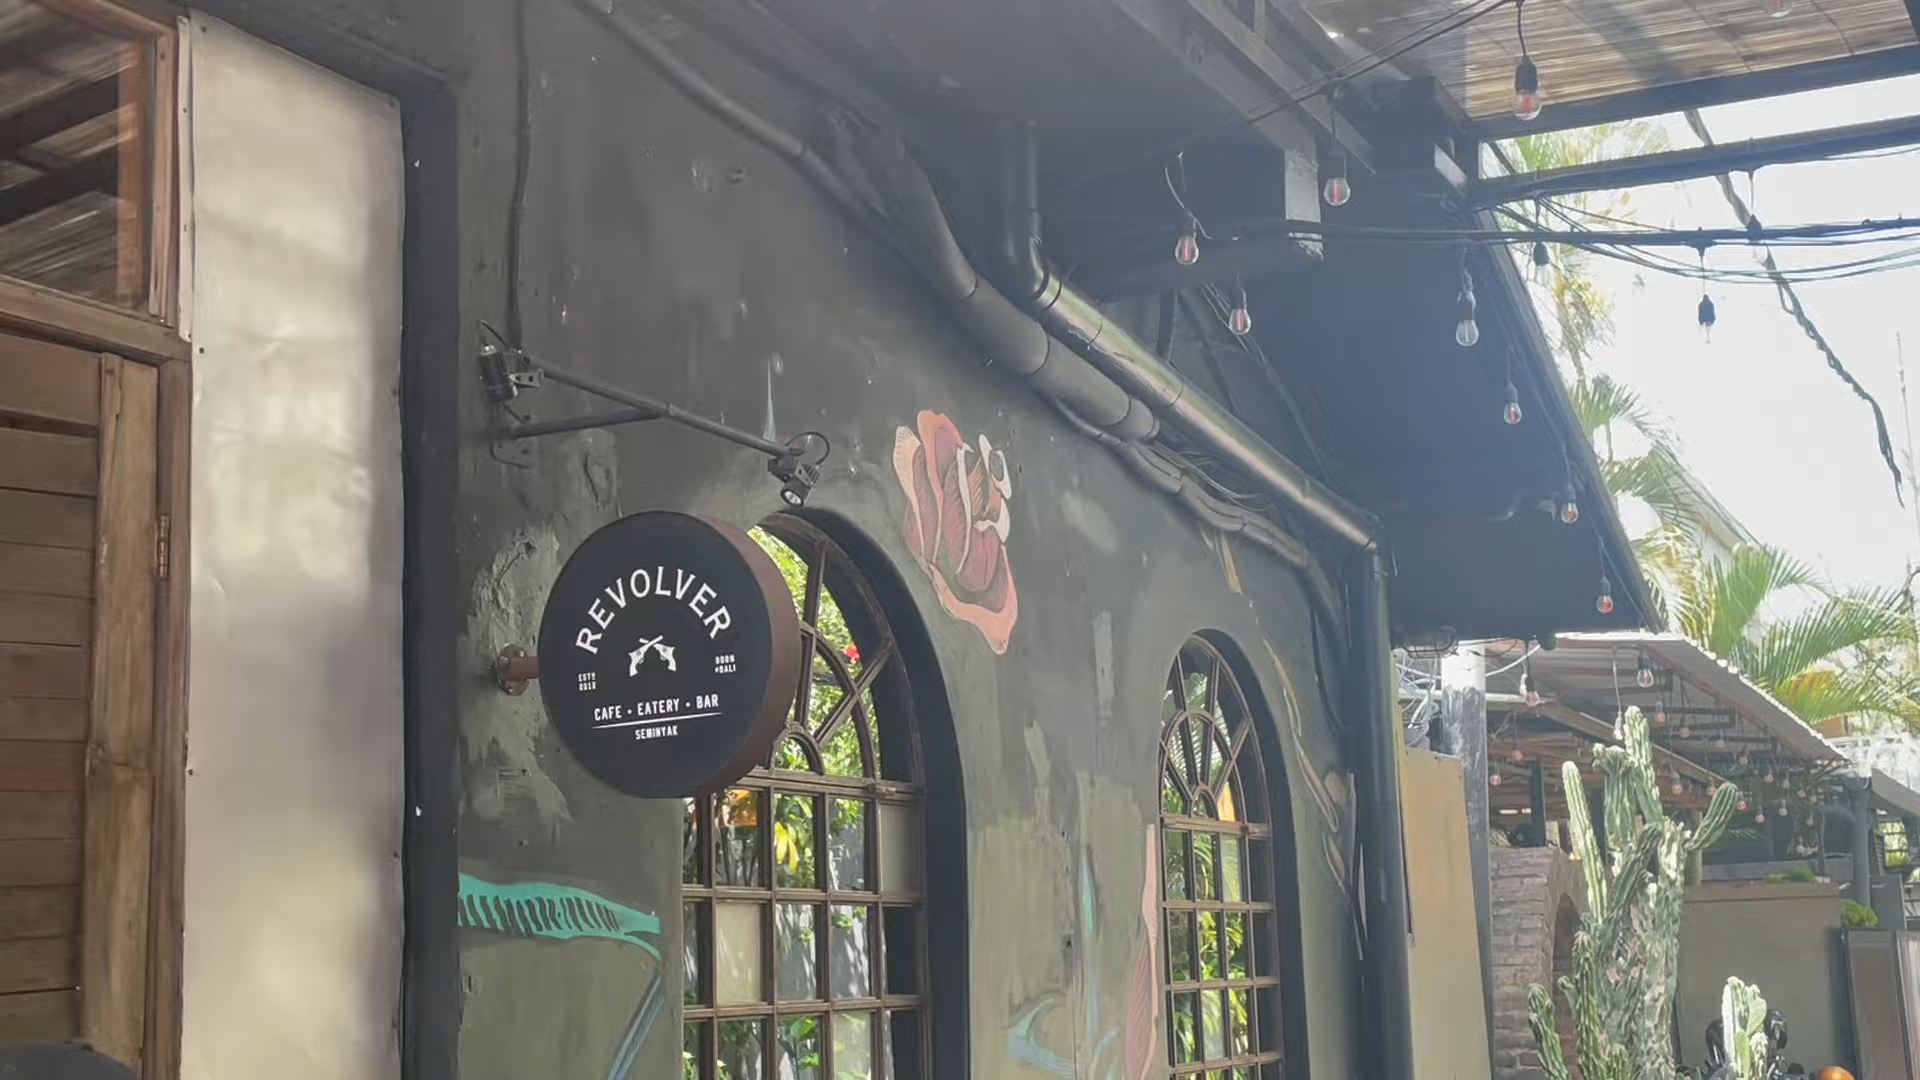 REVOLVER
ESTD
2012
BORN
#BALI
CAFE • EATERY • BAR
SEMINYAK